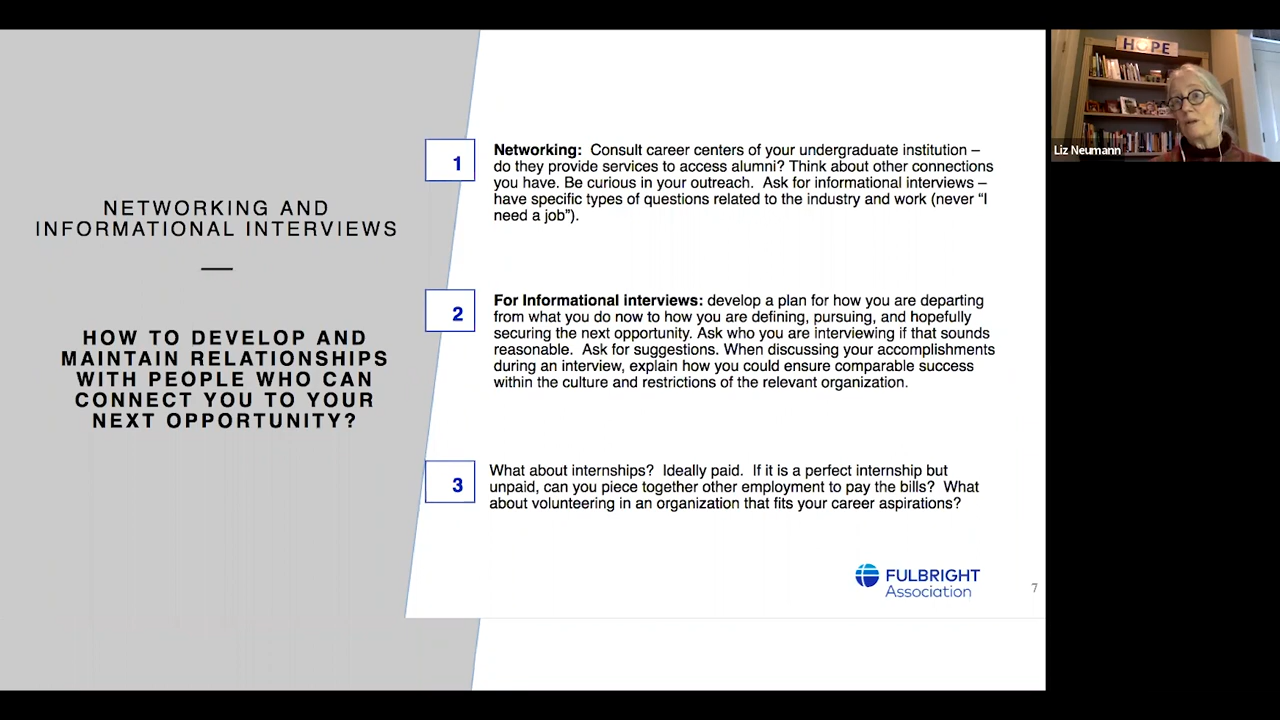 NETWORKING AND
INFORMATIONAL INTERVIEWS
HOW TO DEVELOP AND
MAINTAIN RELATIONSHIPS
WITH PEOPLE WHO CAN
CONNECT YOU TO YOUR
NEXT OPPORTUNITY?
1
Networking: Consult career centers of your undergraduate institution –
do they provide services to access alumni? Think about other connections
you have. Be curious in your outreach. Ask for informational interviews –
have specific types of questions related to the industry and work (never “I
need a job”).
2
For Informational interviews: develop a plan for how you are departing
from what you do now to how you are defining, pursuing, and hopefully
securing the next opportunity. Ask who you are interviewing if that sounds
reasonable. Ask for suggestions. When discussing your accomplishments
during an interview, explain how you could ensure comparable success
within the culture and restrictions of the relevant organization.
3
What about internships? Ideally paid. If it is a perfect internship but
unpaid, can you piece together other employment to pay the bills? What
about volunteering in an organization that fits your career aspirations?
FULBRIGHT
Association
7
HOPE
Liz Neumann